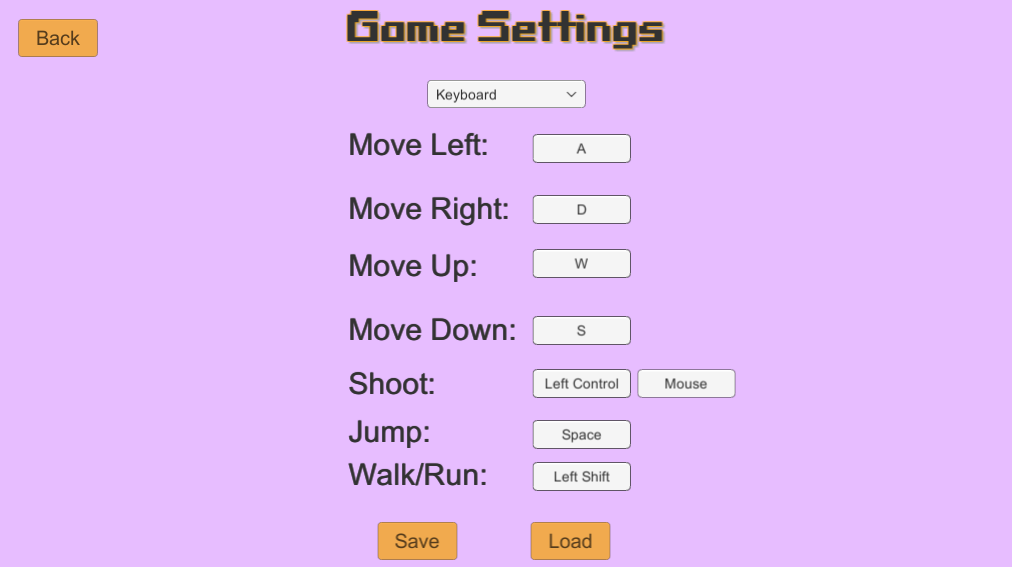 Back
Game Settings
Keyboard
Move Left: A
Move Right: D
Move Up: W
Move Down: S
Shoot: Left Control Mouse
Jump: Space
Walk/Run: Left Shift
Save Load